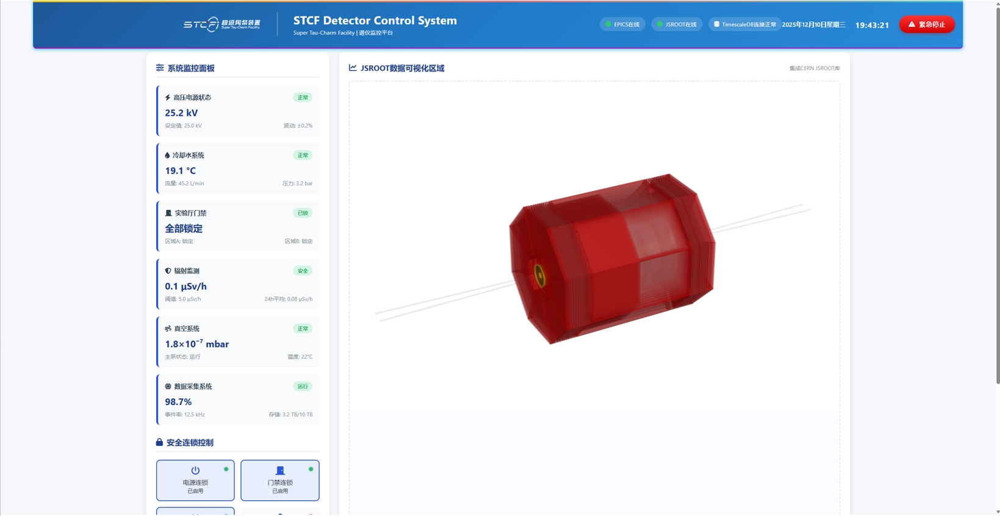 STCF 超级陶粲装置
Super Tau-Charm Facility
STCF Detector Control System
Super Tau-Charm Facility | 谱仪监控平台
EPICS在线
JSROOT在线
TimescaleDB连接正常
2025年12月10日星期三
19:43:21
紧急停止
系统监控面板
高压电源状态 正常
25.2 kV
设定值: 25.0 kV 波动: ±0.2%
冷却水系统 正常
19.1 °C
流量: 45.2 L/min 压力: 3.2 bar
实验厅门禁 已锁
全部锁定
区域A: 锁定 区域B: 锁定
辐射监测 安全
0.1 μSv/h
阈值: 5.0 μSv/h 24h平均: 0.08 μSv/h
真空系统 正常
1.8×10⁻⁷ mbar
主泵状态: 运行 温度: 22°C
数据采集系统 运行
98.7%
事件率: 12.5 kHz 存储: 3.2 TB/10 TB
安全连锁控制
电源连锁
已启用
门禁连锁
已启用
JSROOT数据可视化区域
集成CERN JSROOT库